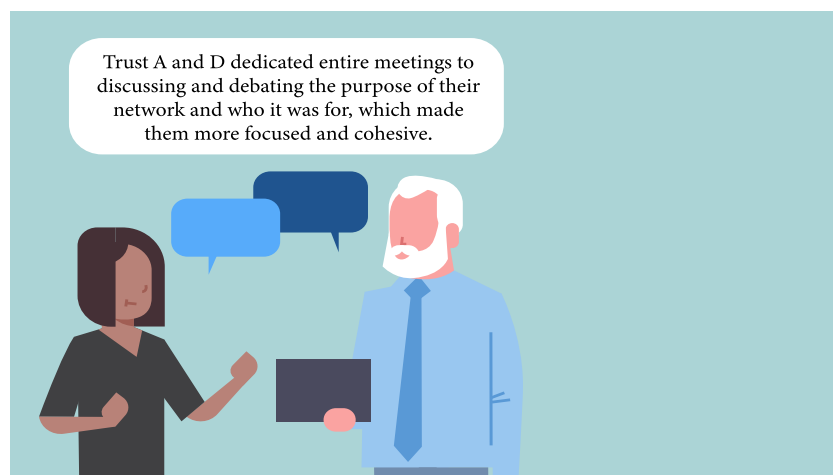 Trust A and D dedicated entire meetings to
discussing and debating the purpose of their
network and who it was for, which made
them more focused and cohesive.